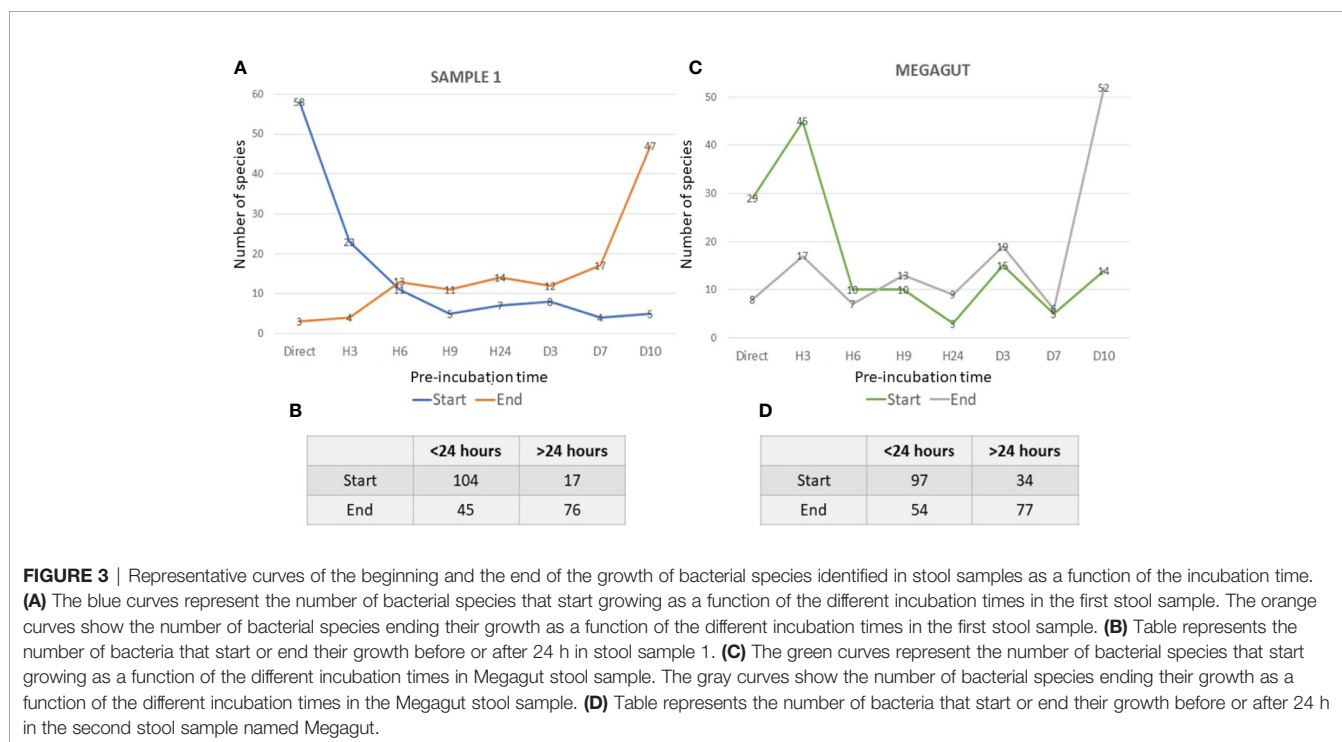 A
SAMPLE 1
Number of species
60
50
40
30
20
10
0
58
23
11
5
7
8
4
5
3
4
13
11
14
12
17
47
Direct H3 H6 H9 H24 D3 D7 D10
Pre-incubation time
Start End
B
<24 hours >24 hours
Start 104 17
End 45 76
C
MEGAGUT
Number of species
50
40
30
20
10
0
29
45
10
10
3
15
5
14
8
17
7
13
9
19
6
52
Direct H3 H6 H9 H24 D3 D7 D10
Pre-incubation time
Start End
D
<24 hours >24 hours
Start 97 34
End 54 77
FIGURE 3 | Representative curves of the beginning and the end of the growth of bacterial species identified in stool samples as a function of the incubation time.
(A) The blue curves represent the number of bacterial species that start growing as a function of the different incubation times in the first stool sample. The orange
curves show the number of bacterial species ending their growth as a function of the different incubation times in the first stool sample. (B) Table represents the
number of bacteria that start or end their growth before or after 24 h in stool sample 1. (C) The green curves represent the number of bacterial species that start
growing as a function of the different incubation times in Megagut stool sample. The gray curves show the number of bacterial species ending their growth as a
function of the different incubation times in the Megagut stool sample. (D) Table represents the number of bacteria that start or end their growth before or after 24 h
in the second stool sample named Megagut.